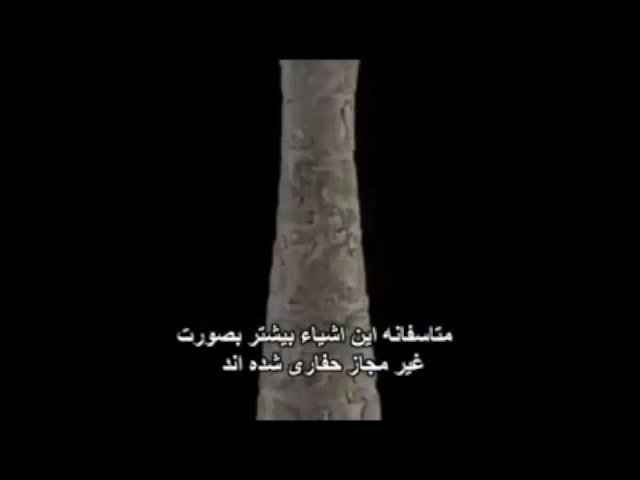 متاسفانه این اشیاء بیشتر بصورت
غیر مجاز حفاری شده اند